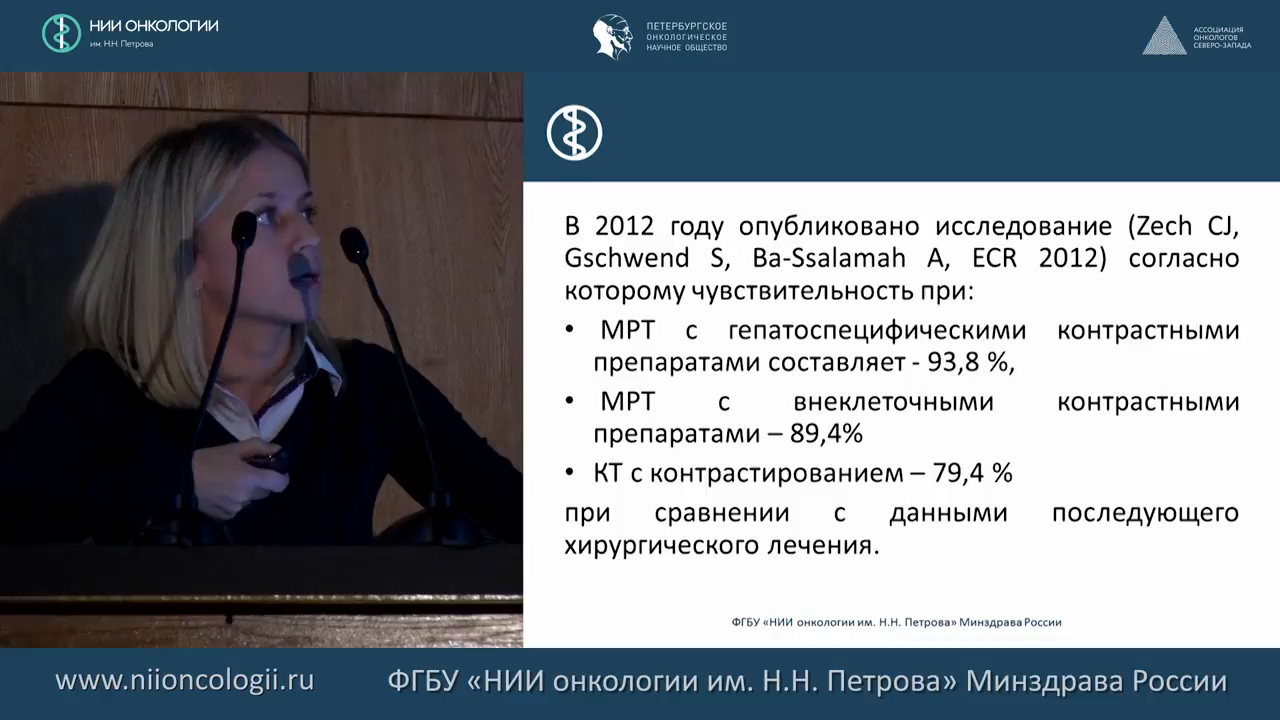 НИИ ОНКОЛОГИИ
им. Н.Н. Петрова
ПЕТЕРБУРГСКОЕ
ОНКОЛОГИЧЕСКОЕ
НАУЧНОЕ ОБЩЕСТВО
АССОЦИАЦИЯ
ОНКОЛОГОВ
СЕВЕРО-ЗАПАДА
В 2012 году опубликовано исследование (Zech CJ,
Gschwend S, Ba-Ssalamah A, ECR 2012) согласно
которому чувствительность при:
• МРТ с гепатоспецифическими контрастными
препаратами составляет - 93,8 %,
• МРТ с внеклеточными контрастными
препаратами – 89,4%
• КТ с контрастированием – 79,4 %
при сравнении с данными последующего
хирургического лечения.
ФГБУ «НИИ онкологии им. Н.Н. Петрова» Минздрава России
www.niioncologii.ru
ФГБУ «НИИ онкологии им. Н.Н. Петрова» Минздрава России